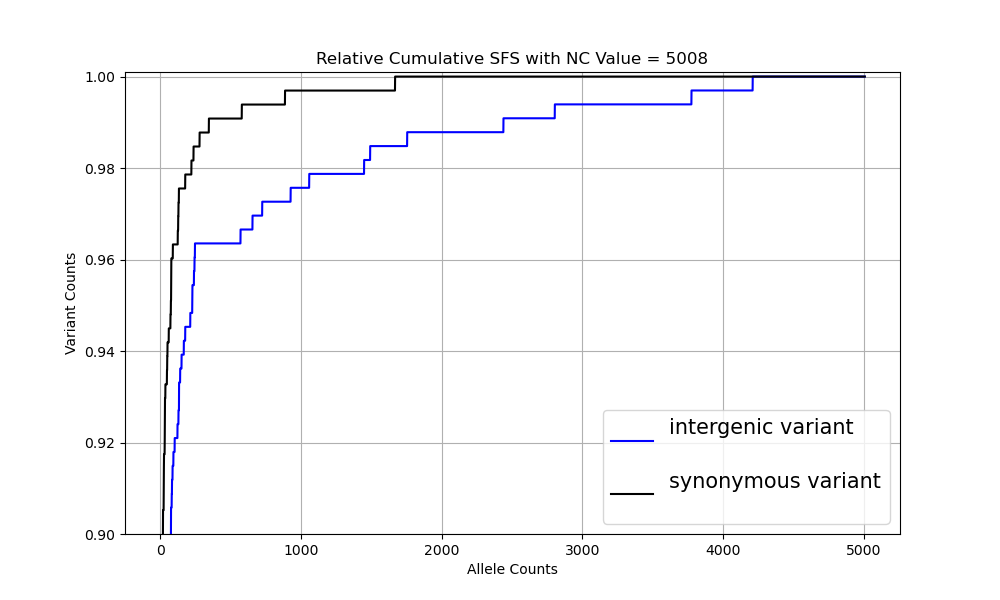 Relative Cumulative SFS with NC Value = 5008
1.00
0.98
0.96
0.94
0.92
0.90
Variant Counts
intergenic variant
synonymous variant
0 1000 2000 3000 4000 5000
Allele Counts